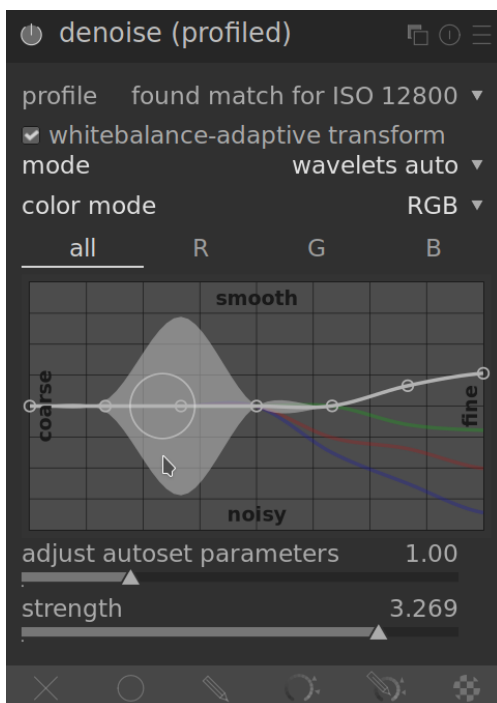 denoise (profiled)
profile found match for ISO 12800
whitebalance-adaptive transform
mode wavelets auto
color mode RGB
all R G B
smooth
coarse
fine
noisy
adjust autoset parameters 1.00
strength 3.269